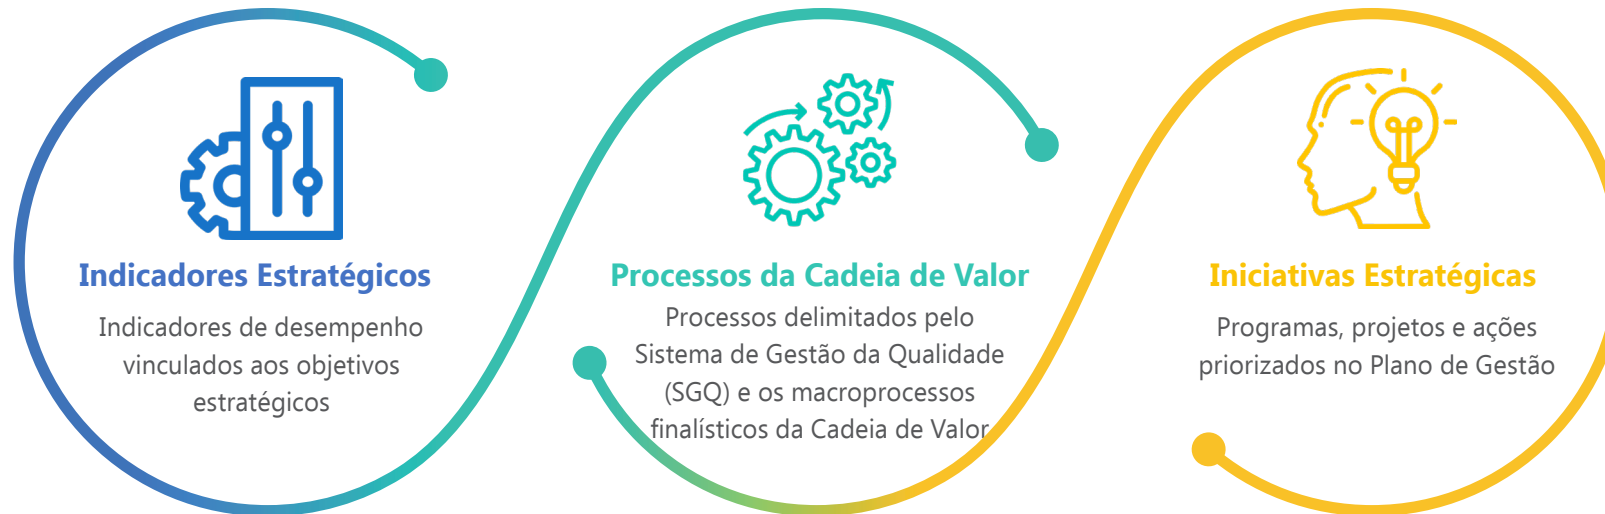 Indicadores Estratégicos
Indicadores de desempenho
vinculados aos objetivos
estratégicos
Processos da Cadeia de Valor
Processos delimitados pelo
Sistema de Gestão da Qualidade
(SGQ) e os macroprocessos
finalísticos da Cadeia de Valor
Iniciativas Estratégicas
Programas, projetos e ações
priorizados no Plano de Gestão